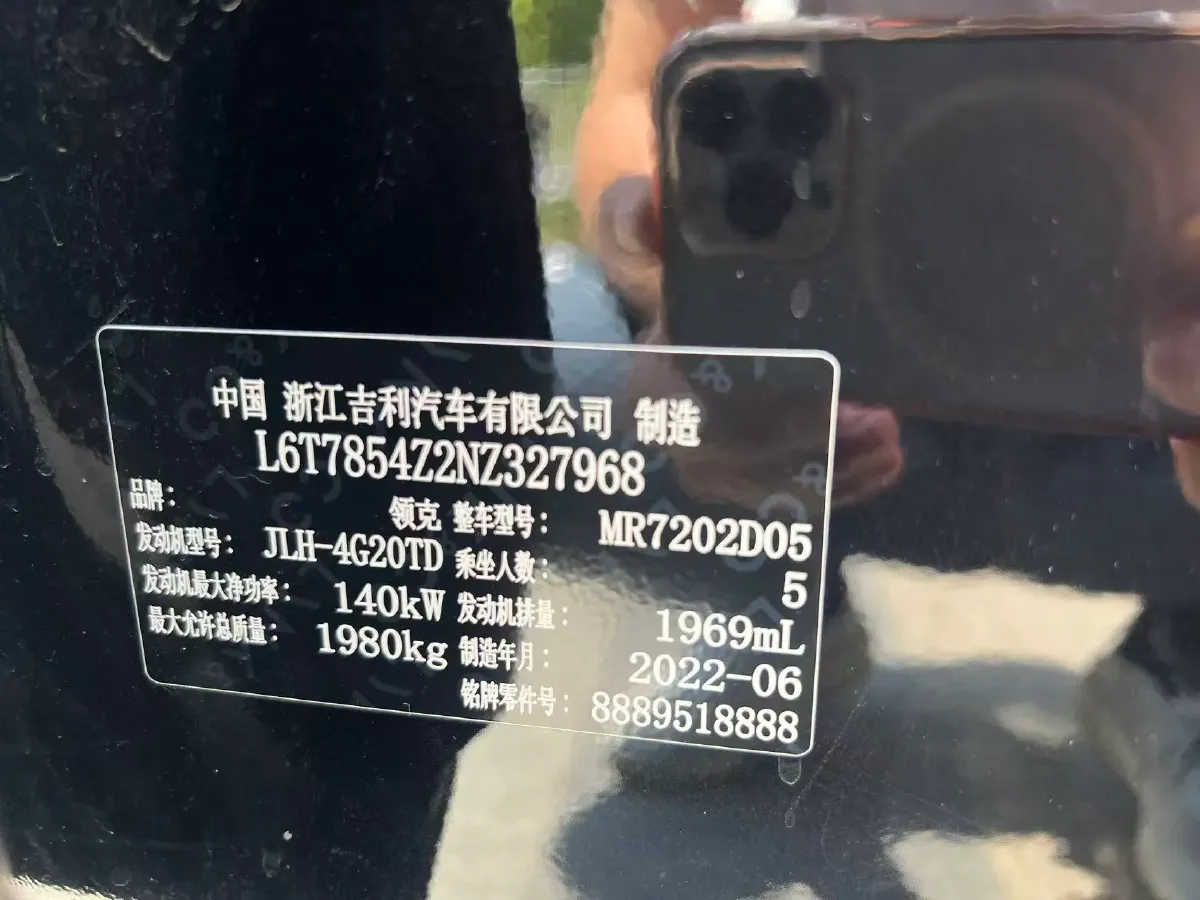 中国 浙江吉利汽车有限公司 制造
L6T7854Z2NZ327968
品牌： 领克 整车型号： MR7202D05
发动机型号： JLH-4G20TD 乘坐人数： 5
发动机最大净功率： 140kW 发动机排量： 1969mL
最大允许总质量： 1980kg 制造年月： 2022-06
铭牌零件号： 8889518888